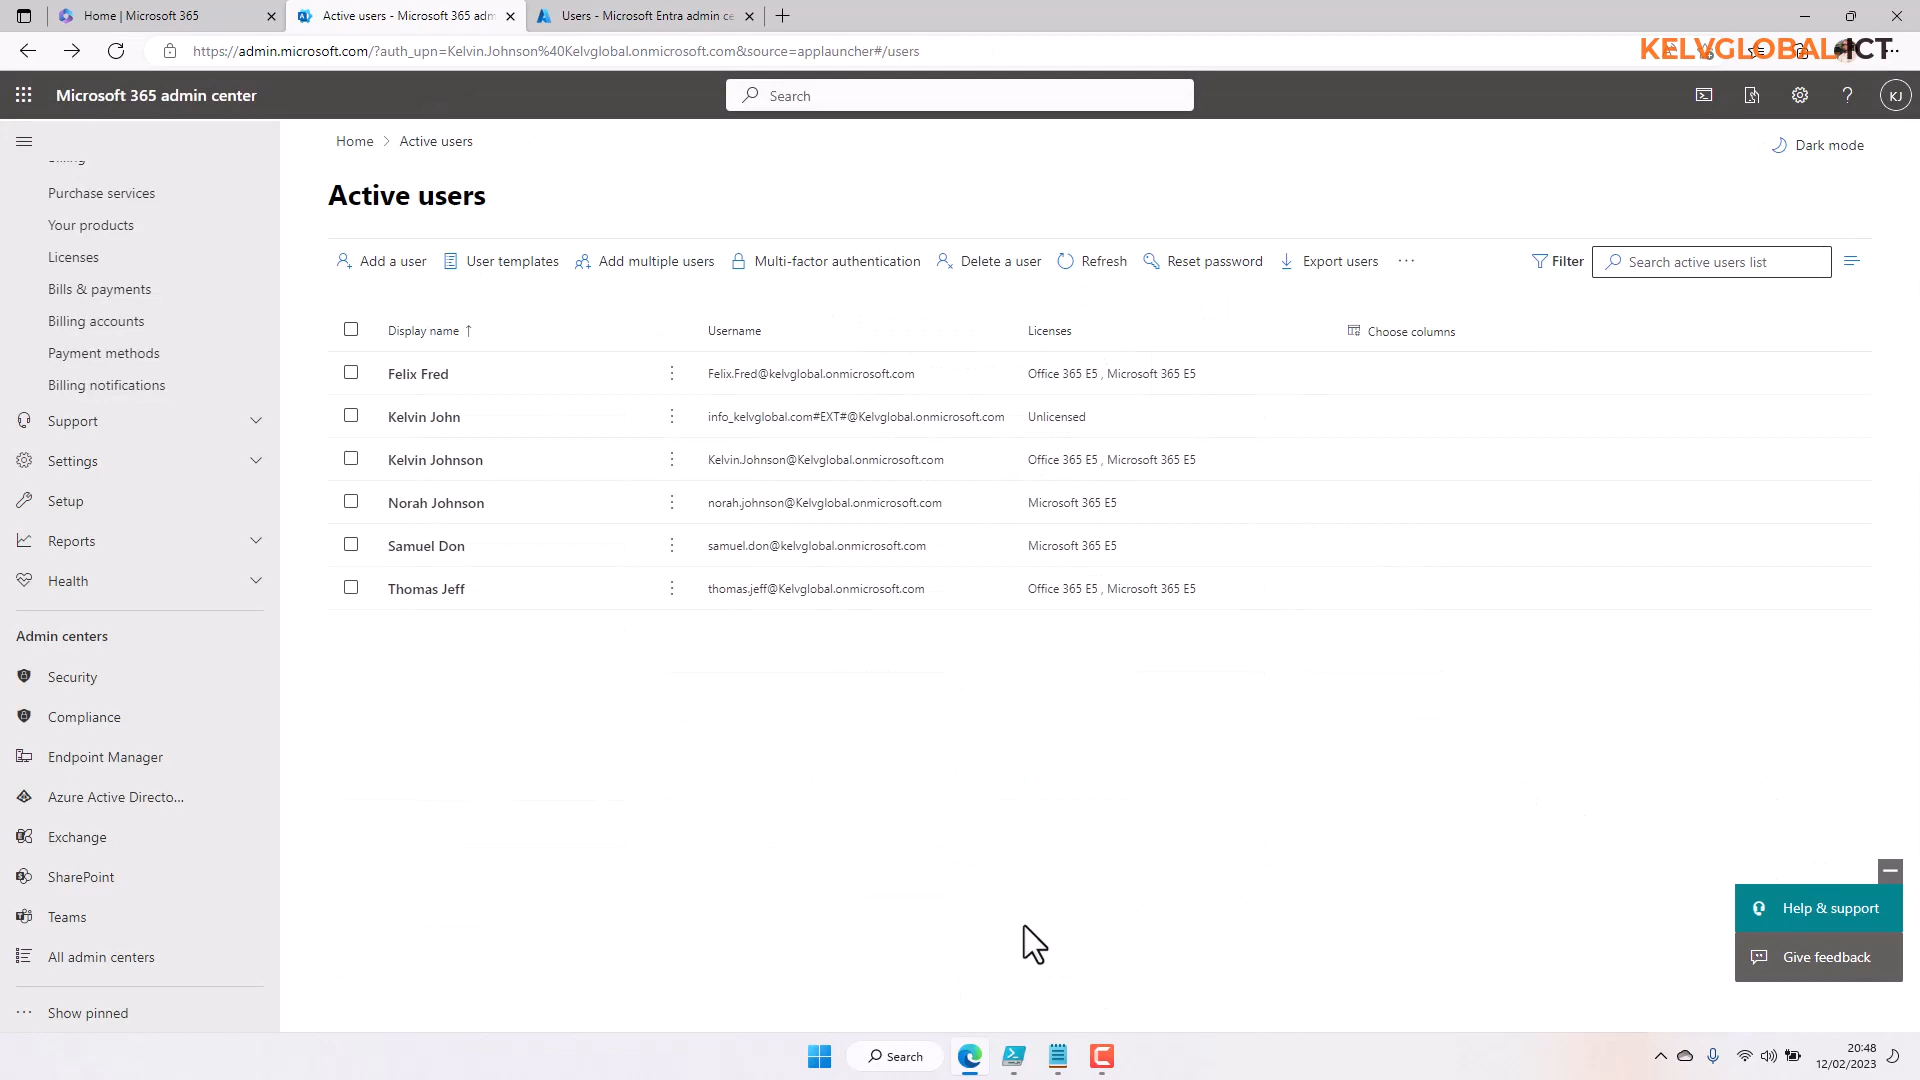 Home | Microsoft 365
Active users - Microsoft 365 adm
Users - Microsoft Entra admin ce
https://admin.microsoft.com/?auth_upn=Kelvin.Johnson%40Kelvglobal.onmicrosoft.com&source=applauncher#/users
KELVGLOBAL ICT
Microsoft 365 admin center
Search
KJ
Home > Active users
Dark mode
Active users
Add a user
User templates
Add multiple users
Multi-factor authentication
Delete a user
Refresh
Reset password
Export users
Filter
Search active users list
Display name ↑ Username Licenses Choose columns
Felix Fred Felix.Fred@kelvglobal.onmicrosoft.com Office 365 E5 , Microsoft 365 E5
Kelvin John info_kelvglobal.com#EXT#@Kelvglobal.onmicrosoft.com Unlicensed
Kelvin Johnson Kelvin.Johnson@Kelvglobal.onmicrosoft.com Office 365 E5 , Microsoft 365 E5
Norah Johnson norah.johnson@Kelvglobal.onmicrosoft.com Microsoft 365 E5
Samuel Don samuel.don@kelvglobal.onmicrosoft.com Microsoft 365 E5
Thomas Jeff thomas.jeff@Kelvglobal.onmicrosoft.com Office 365 E5 , Microsoft 365 E5
Purchase services
Your products
Licenses
Bills & payments
Billing accounts
Payment methods
Billing notifications
Support
Settings
Setup
Reports
Health
Admin centers
Security
Compliance
Endpoint Manager
Azure Active Directo...
Exchange
SharePoint
Teams
All admin centers
Show pinned
Help & support
Give feedback
Search
20:48
12/02/2023